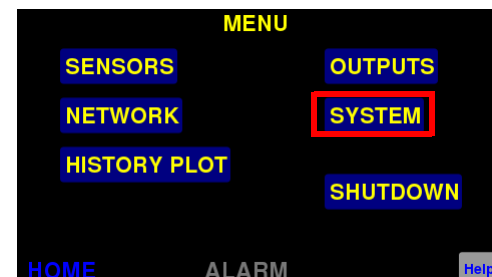 MENU
SENSORS OUTPUTS
NETWORK SYSTEM
HISTORY PLOT
SHUTDOWN
HOME ALARM Help